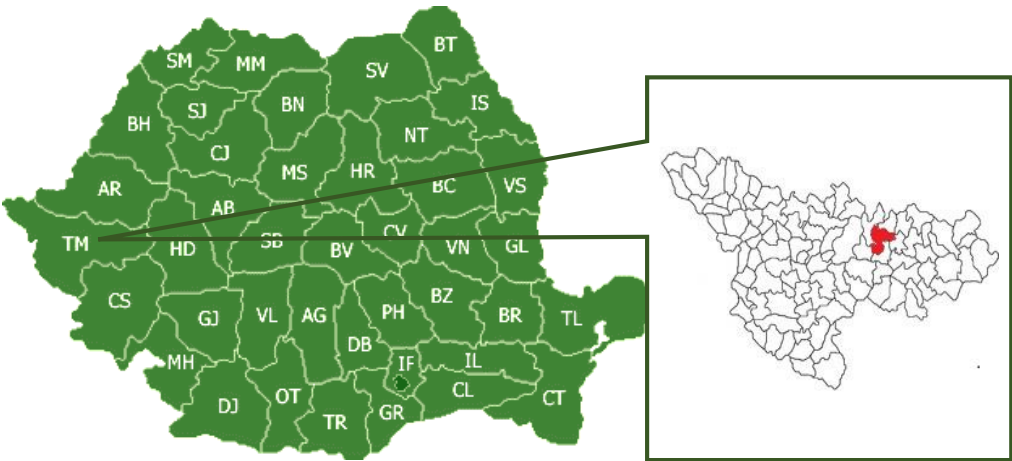 BT
SM
MM
SV
IS
BN
SJ
BH
NT
CJ
HR
MS
BC
VS
AR
AB
CV
SB
TM
HD
BV
VN
GL
CS
BZ
GJ
VL
AG
PH
BR
TL
DB
MH
IF
IL
CL
OT
CT
DJ
GR
TR